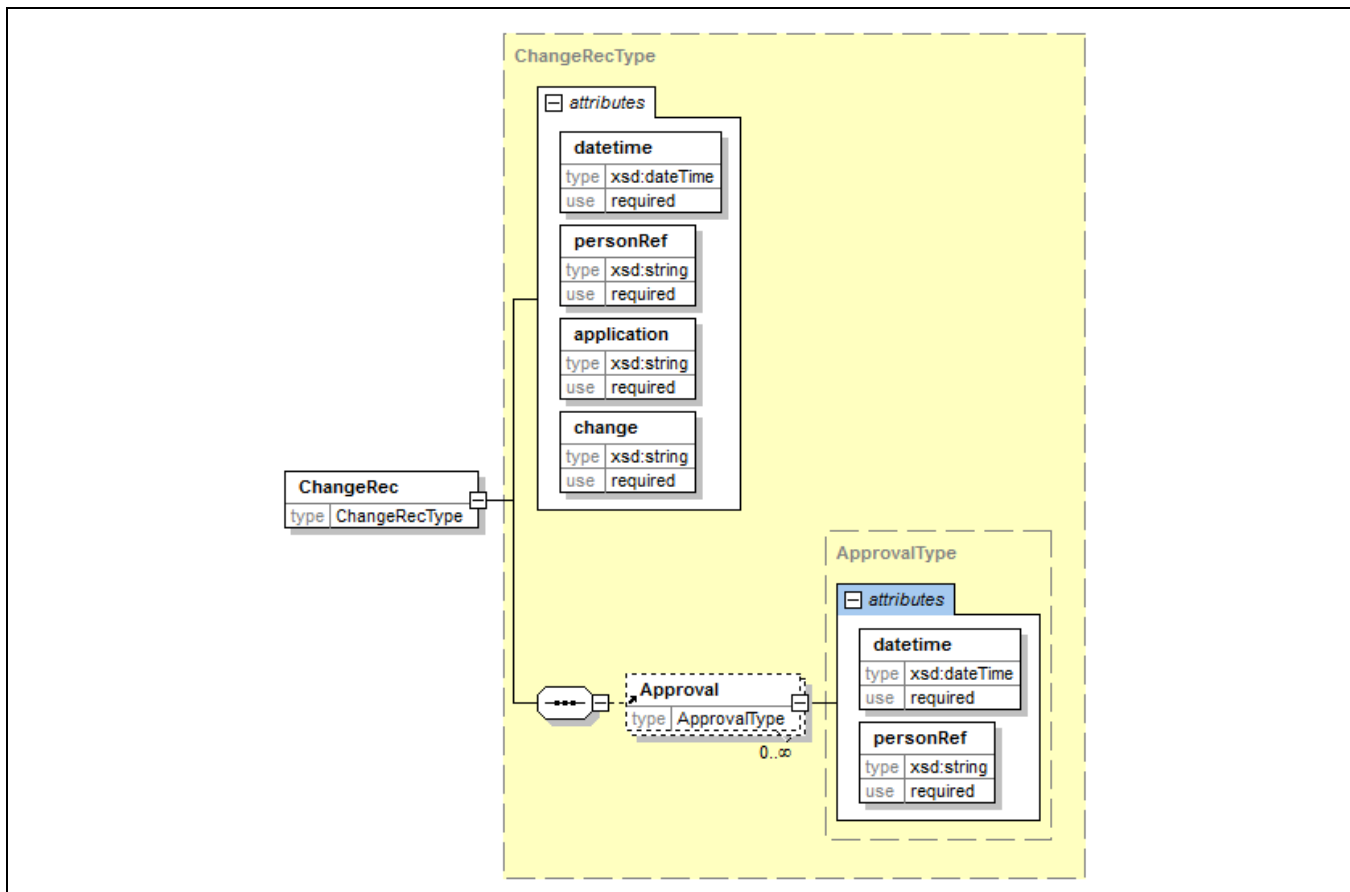 ChangeRecType
attributes
datetime
type xsd:dateTime
use required
personRef
type xsd:string
use required
application
type xsd:string
use required
change
type xsd:string
use required
ChangeRec
type ChangeRecType
ApprovalType
attributes
datetime
type xsd:dateTime
use required
personRef
type xsd:string
use required
Approval
type ApprovalType
0..∞